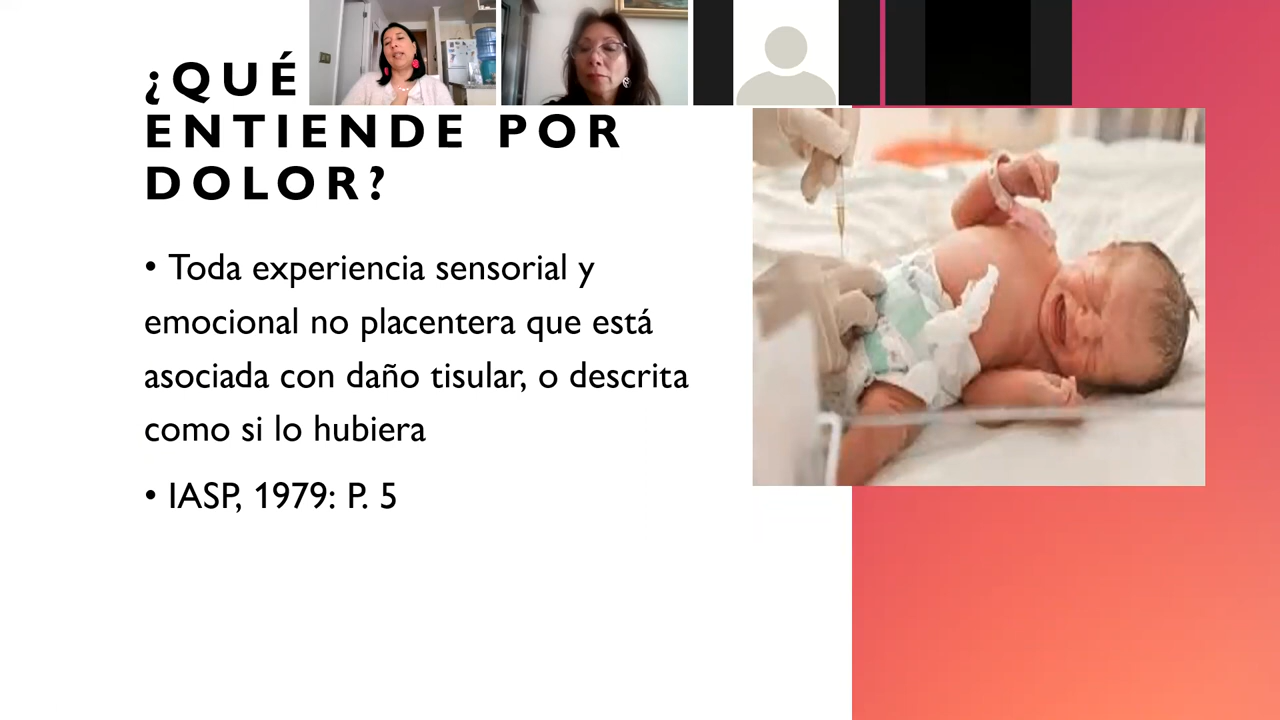 ¿QUÉ
ENTIENDE POR
DOLOR?
• Toda experiencia sensorial y
emocional no placentera que está
asociada con daño tisular, o descrita
como si lo hubiera
• IASP, 1979: P. 5